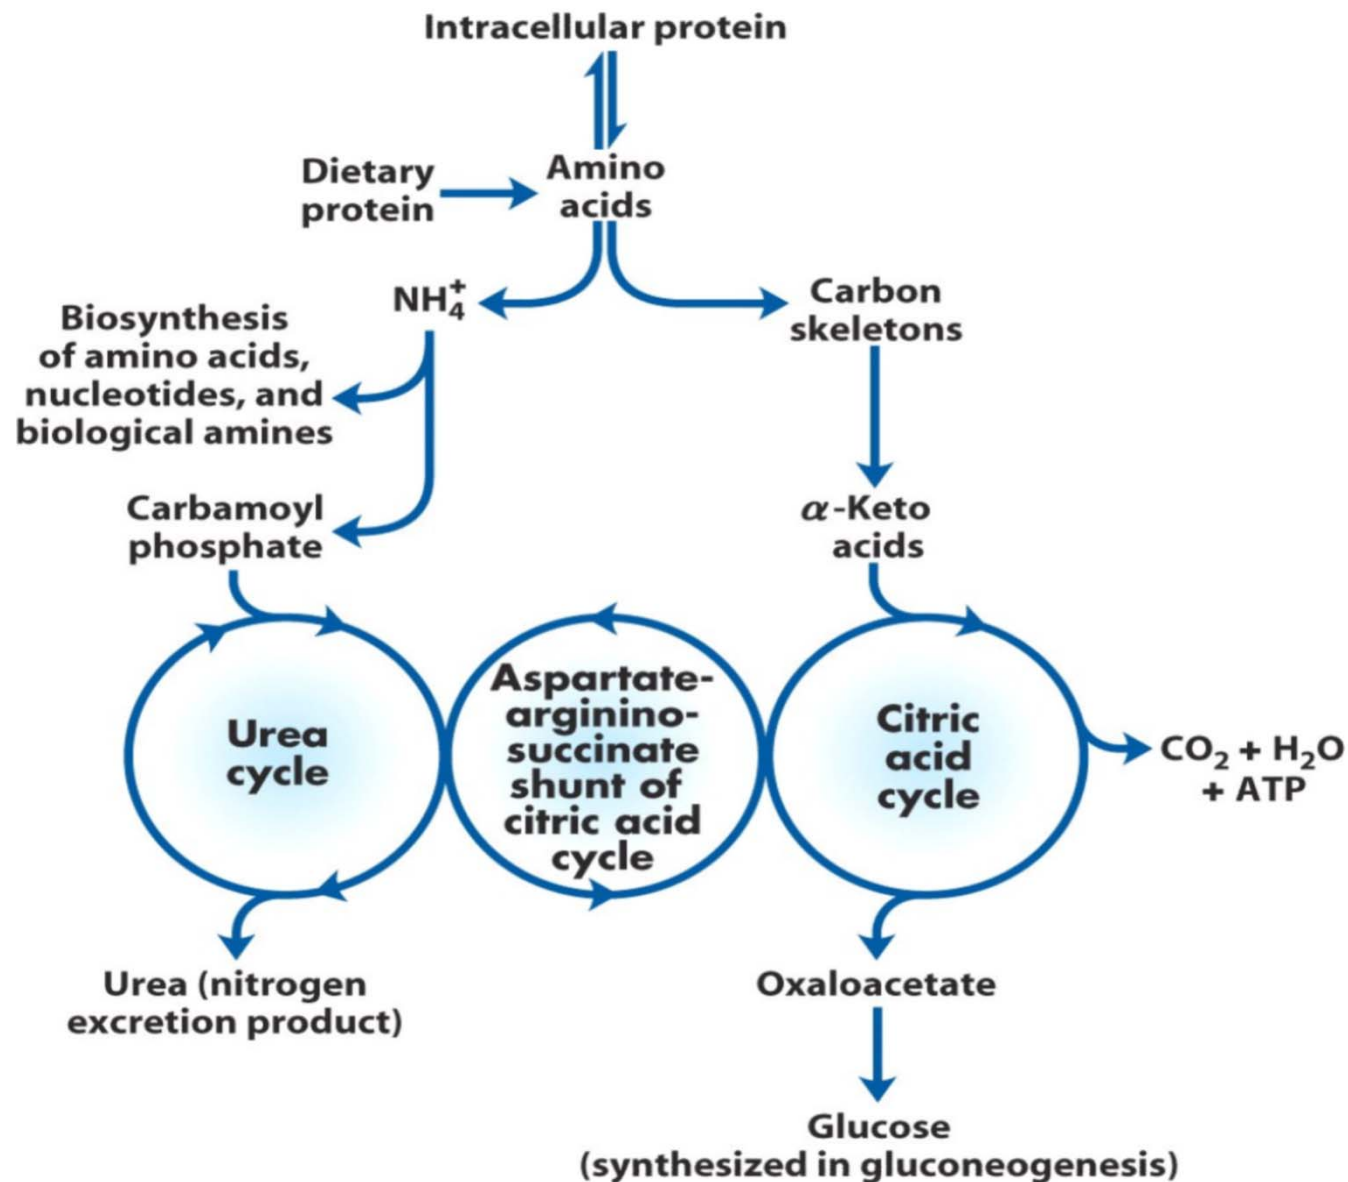 Intracellular protein
Dietary
protein
Amino
acids
NH₄⁺
Carbon
skeletons
Biosynthesis
of amino acids,
nucleotides, and
biological amines
Carbamoyl
phosphate
α-Keto
acids
Urea
cycle
Aspartate-
arginino-
succinate
shunt of
citric acid
cycle
Citric
acid
cycle
CO₂ + H₂O
+ ATP
Urea (nitrogen
excretion product)
Oxaloacetate
Glucose
(synthesized in gluconeogenesis)